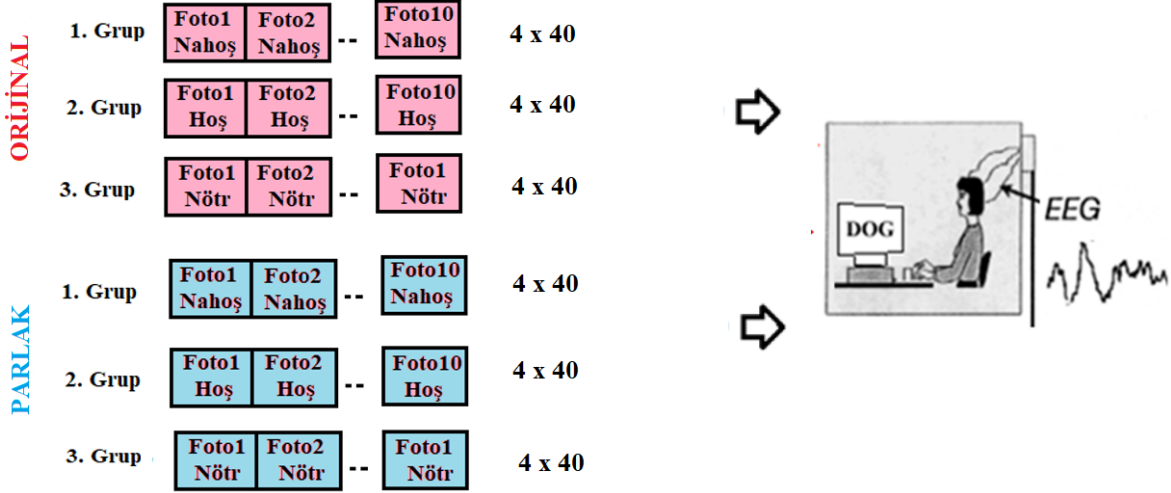 ORİJİNAL
1. Grup
Foto1 Nahoş
Foto2 Nahoş
--
Foto10 Nahoş
4 x 40
2. Grup
Foto1 Hoş
Foto2 Hoş
--
Foto10 Hoş
4 x 40
3. Grup
Foto1 Nötr
Foto2 Nötr
--
Foto1 Nötr
4 x 40
PARLAK
1. Grup
Foto1 Nahoş
Foto2 Nahoş
--
Foto10 Nahoş
4 x 40
2. Grup
Foto1 Hoş
Foto2 Hoş
--
Foto10 Hoş
4 x 40
3. Grup
Foto1 Nötr
Foto2 Nötr
--
Foto1 Nötr
4 x 40
DOG
EEG